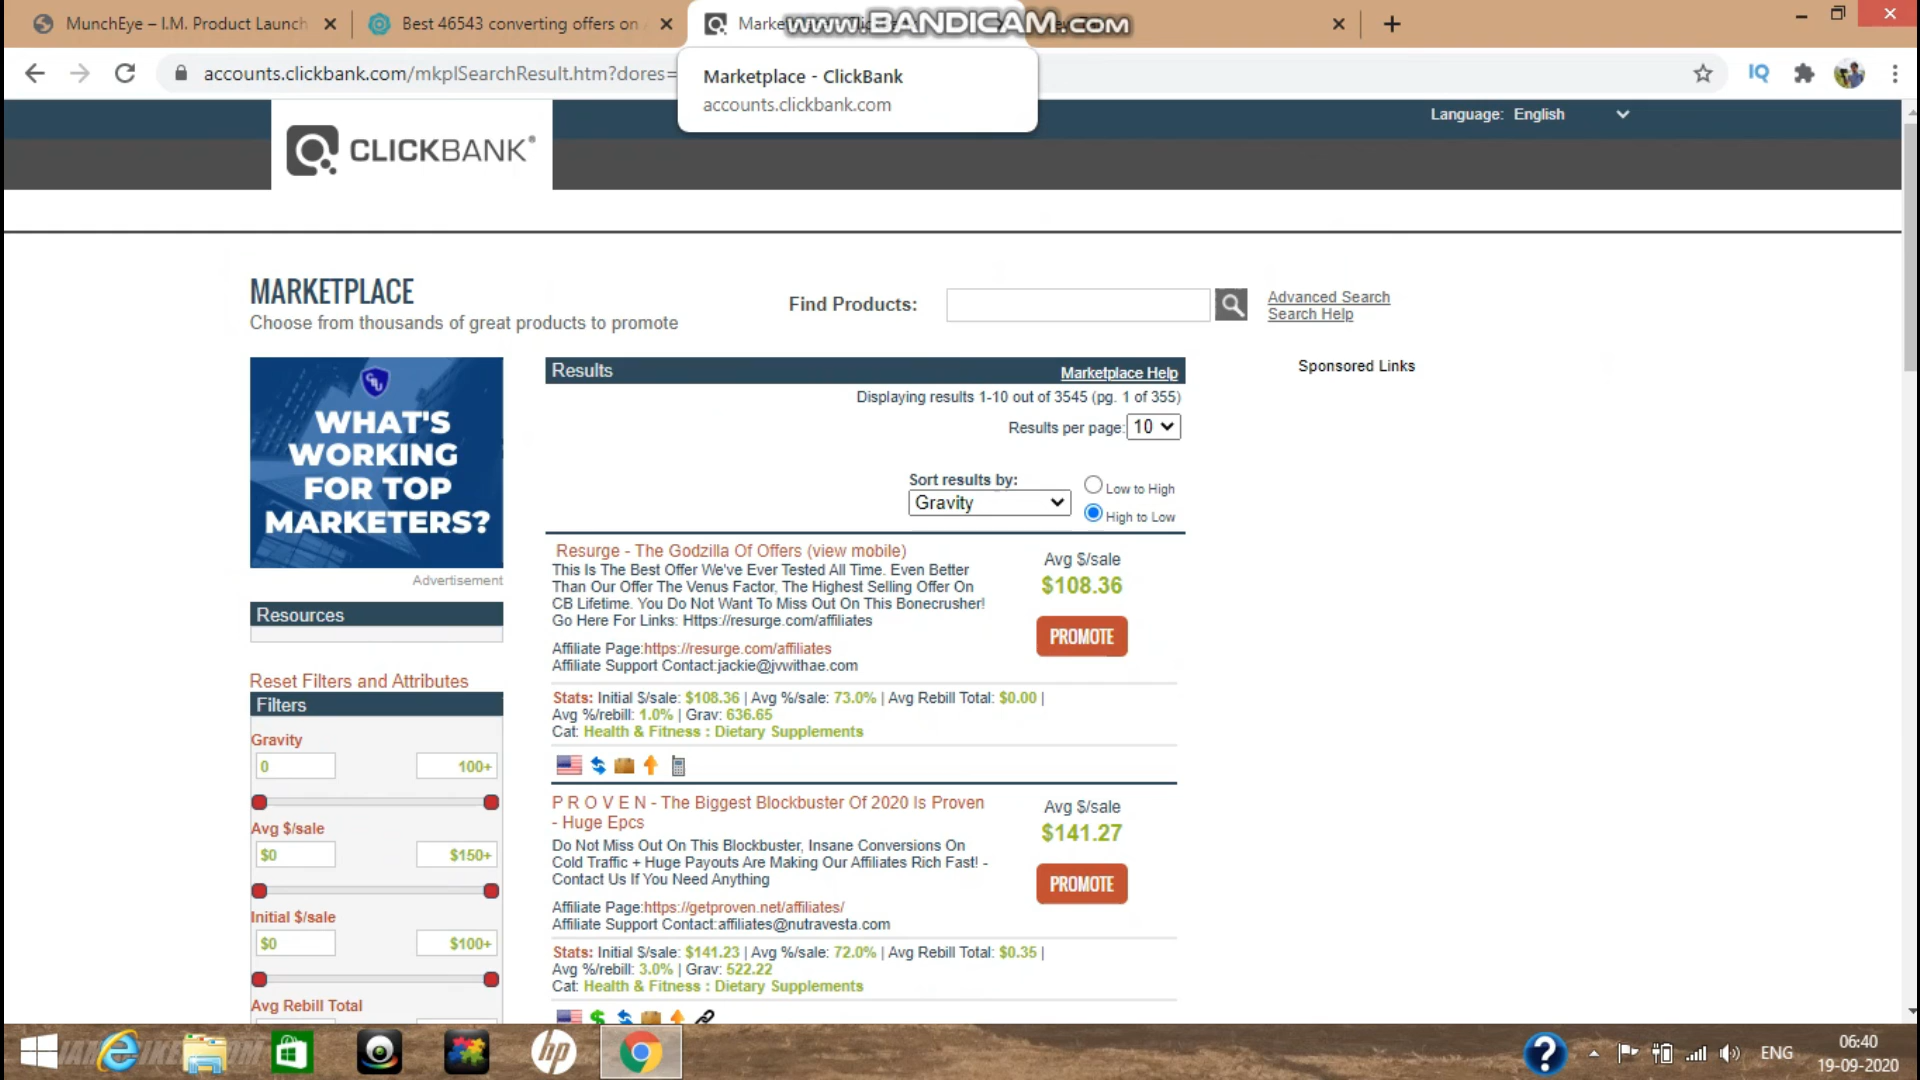 MunchEye – I.M. Product Launch
Best 46543 converting offers on
Marke
www.BANDICAM.com
accounts.clickbank.com/mkplSearchResult.htm?dores=
IQ
Marketplace - ClickBank
accounts.clickbank.com
Language: English
CLICKBANK®
MARKETPLACE
Choose from thousands of great products to promote
Find Products:
Advanced Search
Search Help
WHAT'S
WORKING
FOR TOP
MARKETERS?
Advertisement
Resources
Reset Filters and Attributes
Filters
Gravity
0 100+
Avg $/sale
$0 $150+
Initial $/sale
$0 $100+
Avg Rebill Total
Results Marketplace Help
Displaying results 1-10 out of 3545 (pg. 1 of 355)
Results per page: 10
Sort results by:
Gravity
Low to High
High to Low
Resurge - The Godzilla Of Offers (view mobile)
This Is The Best Offer We've Ever Tested All Time. Even Better
Than Our Offer The Venus Factor, The Highest Selling Offer On
CB Lifetime. You Do Not Want To Miss Out On This Bonecrusher!
Go Here For Links: Https://resurge.com/affiliates
Affiliate Page:https://resurge.com/affiliates
Affiliate Support Contact:jackie@jvwithae.com
Avg $/sale
$108.36
PROMOTE
Stats: Initial $/sale: $108.36 | Avg %/sale: 73.0% | Avg Rebill Total: $0.00 |
Avg %/rebill: 1.0% | Grav: 636.65
Cat: Health & Fitness : Dietary Supplements
P R O V E N - The Biggest Blockbuster Of 2020 Is Proven
- Huge Epcs
Do Not Miss Out On This Blockbuster, Insane Conversions On
Cold Traffic + Huge Payouts Are Making Our Affiliates Rich Fast! -
Contact Us If You Need Anything
Affiliate Page:https://getproven.net/affiliates/
Affiliate Support Contact:affiliates@nutravesta.com
Avg $/sale
$141.27
PROMOTE
Stats: Initial $/sale: $141.23 | Avg %/sale: 72.0% | Avg Rebill Total: $0.35 |
Avg %/rebill: 3.0% | Grav: 522.22
Cat: Health & Fitness : Dietary Supplements
Sponsored Links
hp
ENG
06:40
19-09-2020